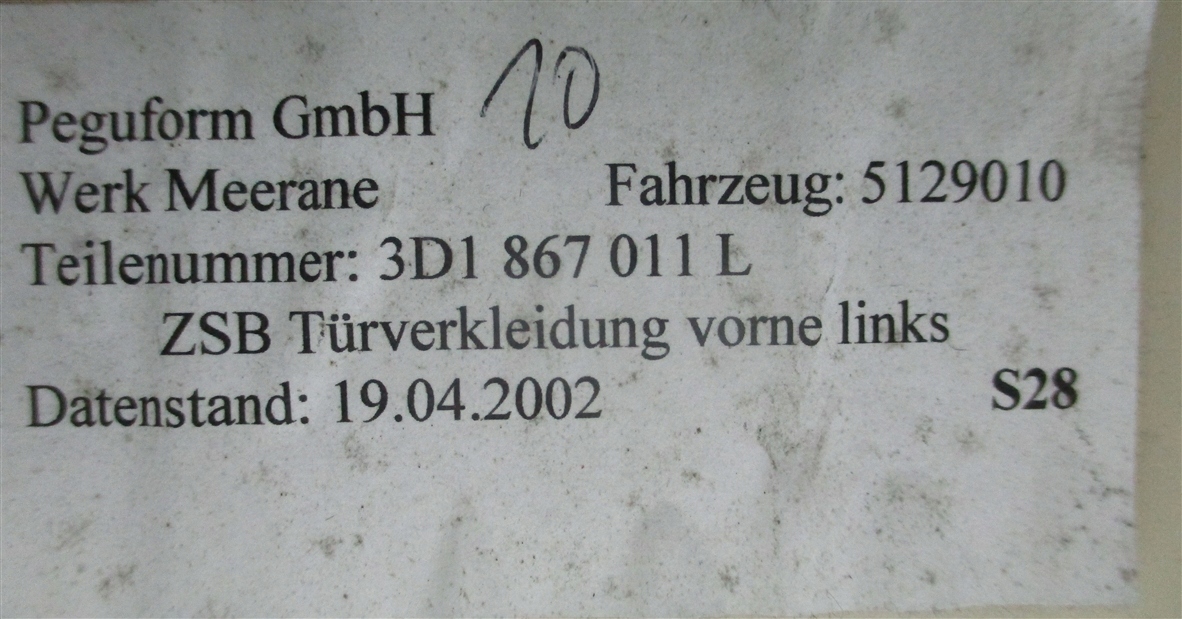 Peguform GmbH 10
Werk Meerane Fahrzeug: 5129010
Teilenummer: 3D1 867 011 L
ZSB Türverkleidung vorne links
Datenstand: 19.04.2002 S28